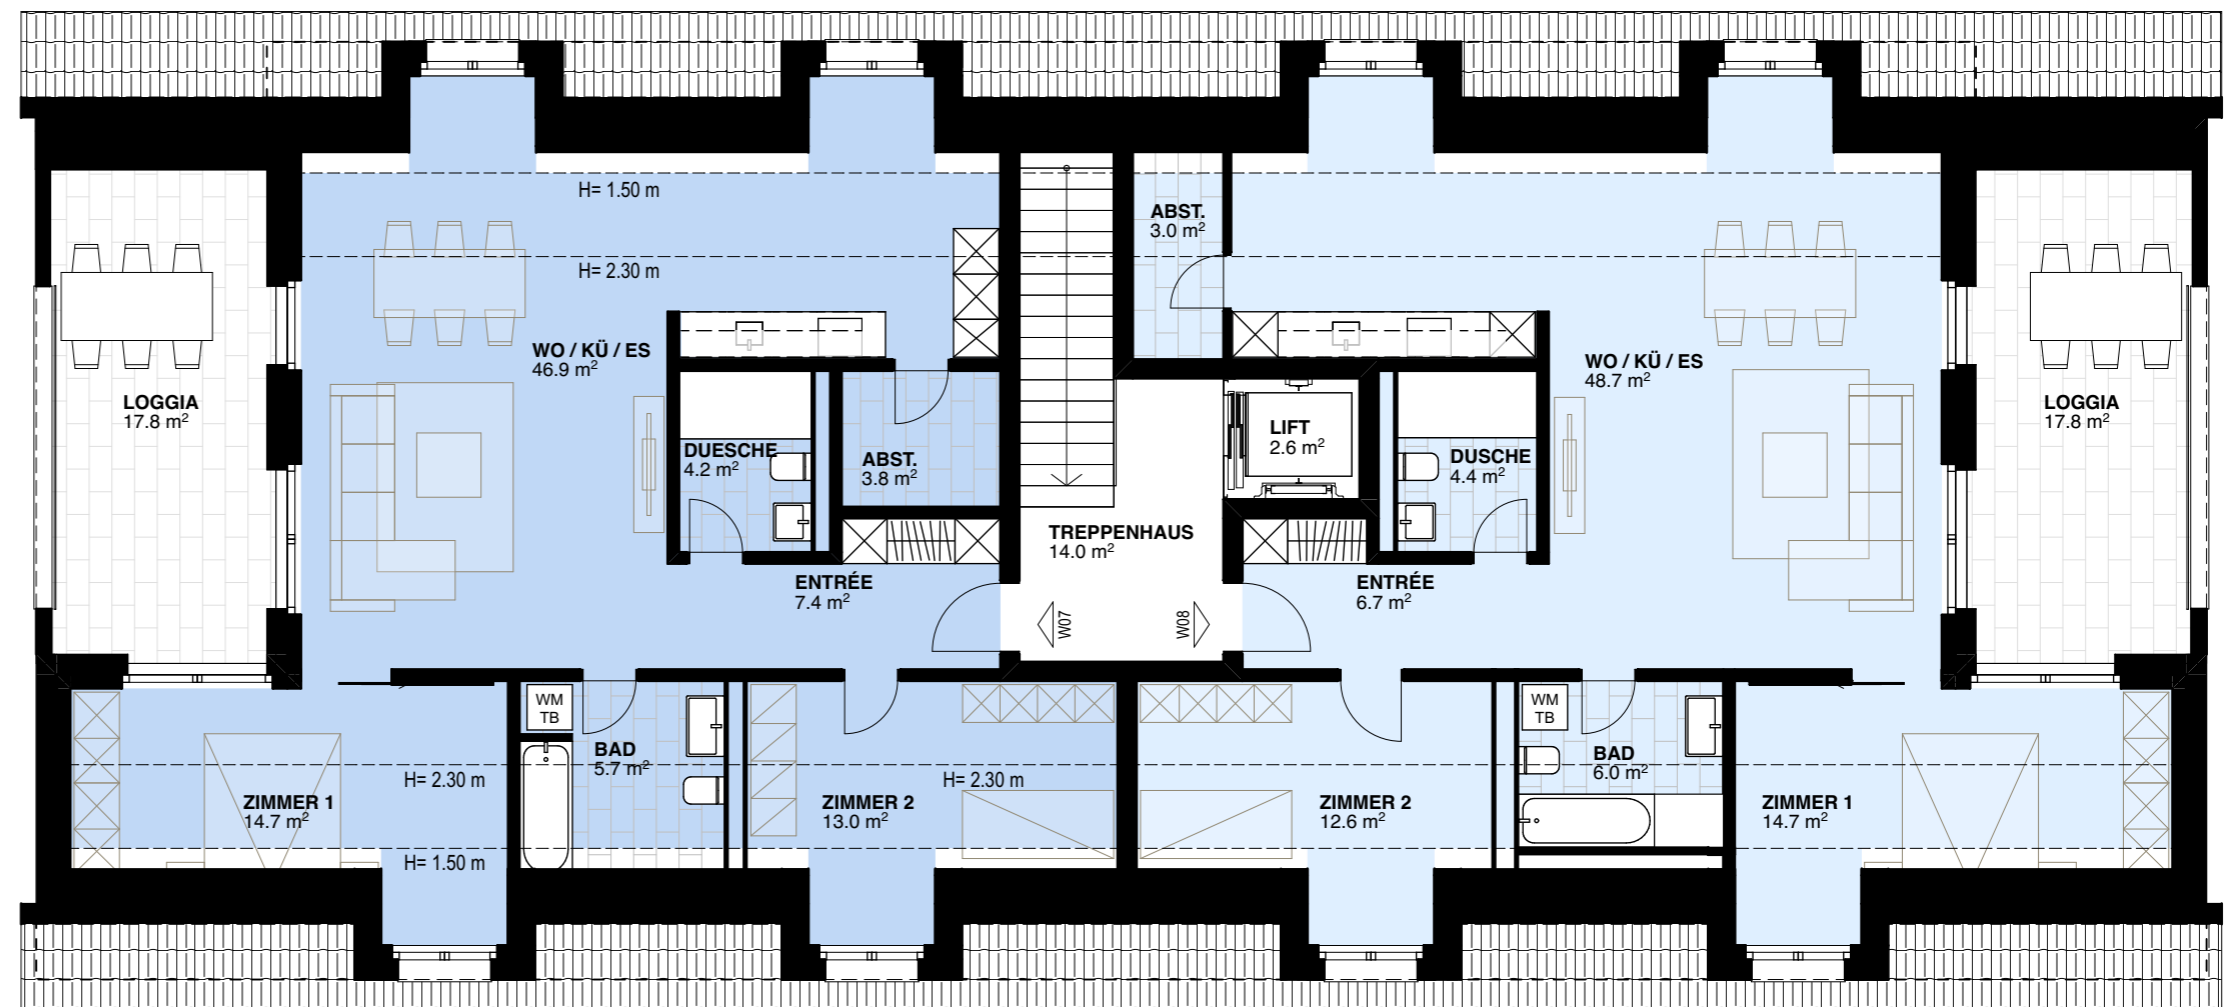 H= 1.50 m
H= 2.30 m
WO / KÜ / ES
46.9 m²
LOGGIA
17.8 m²
DUESCHE
4.2 m²
ABST.
3.8 m²
ENTRÉE
7.4 m²
ABST.
3.0 m²
LIFT
2.6 m²
TREPPENHAUS
14.0 m²
W07
W08
DUSCHE
4.4 m²
ENTRÉE
6.7 m²
WO / KÜ / ES
48.7 m²
LOGGIA
17.8 m²
ZIMMER 1
14.7 m²
H= 2.30 m
H= 1.50 m
WM
TB
BAD
5.7 m²
ZIMMER 2
13.0 m²
H= 2.30 m
ZIMMER 2
12.6 m²
WM
TB
BAD
6.0 m²
ZIMMER 1
14.7 m²